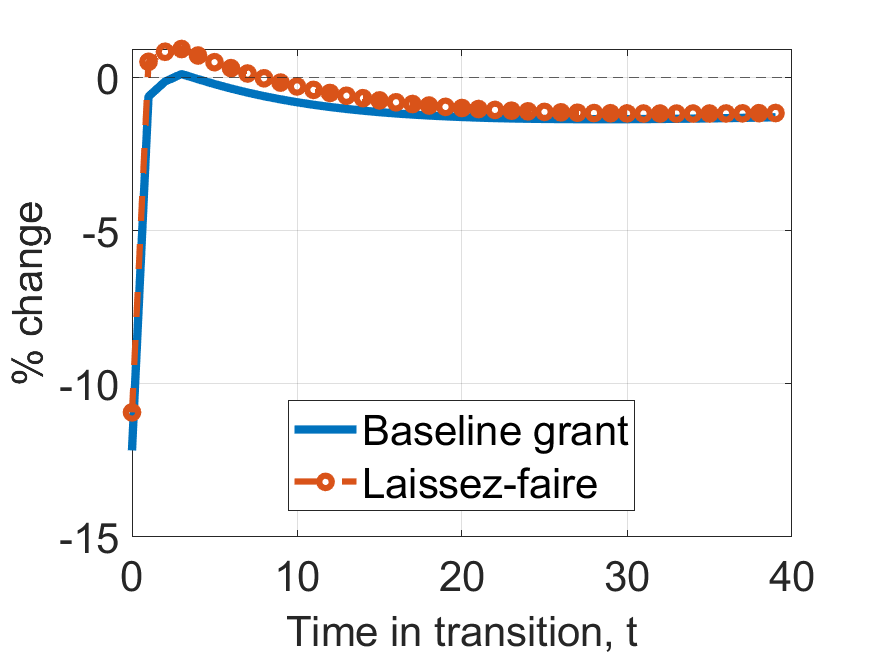 % change
0
-5
-10
-15
0 10 20 30 40
Time in transition, t
Baseline grant
Laissez-faire